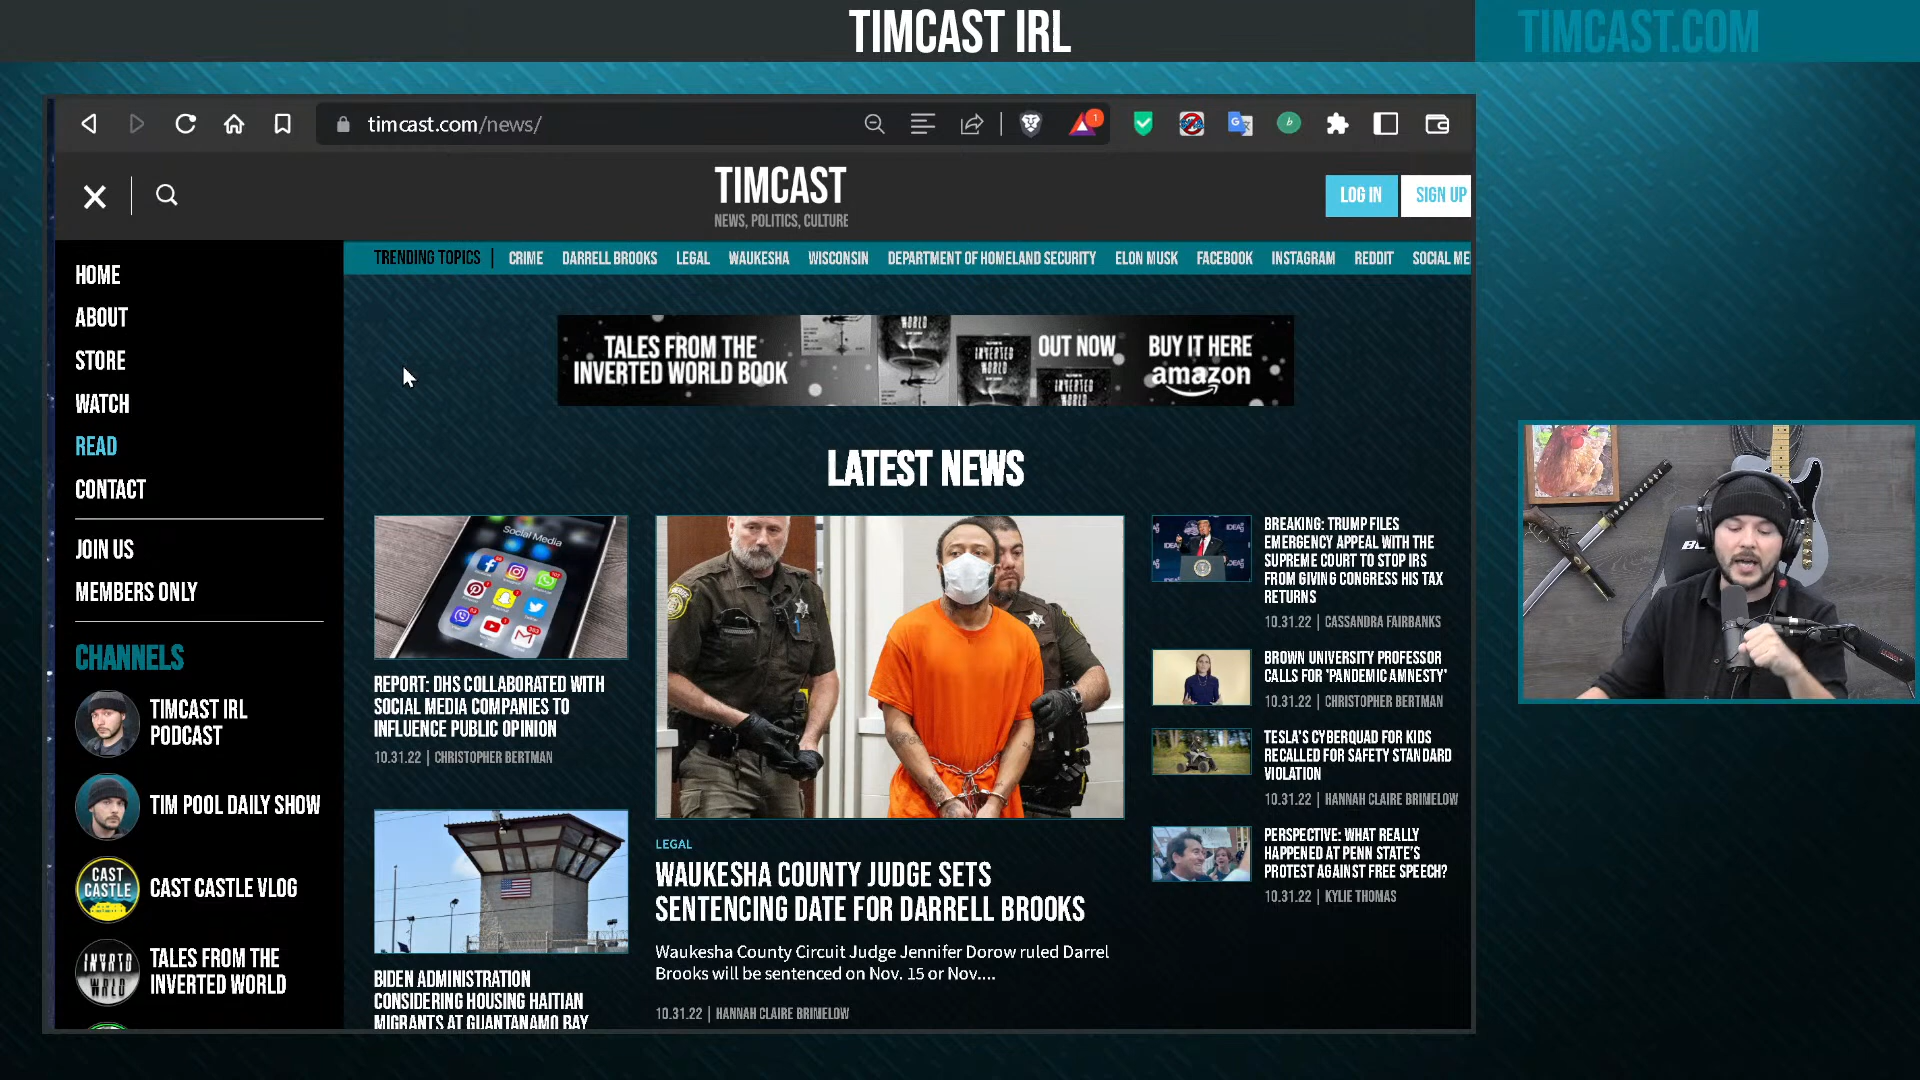 TIMCAST IRL
TIMCAST.COM
timcast.com/news/
1
TIMCAST
NEWS, POLITICS, CULTURE
LOG IN
SIGN UP
TRENDING TOPICS
CRIME
DARRELL BROOKS
LEGAL
WAUKESHA
WISCONSIN
DEPARTMENT OF HOMELAND SECURITY
ELON MUSK
FACEBOOK
INSTAGRAM
REDDIT
SOCIAL ME
HOME
ABOUT
STORE
WATCH
READ
CONTACT
JOIN US
MEMBERS ONLY
CHANNELS
TIMCAST IRL
PODCAST
TIM POOL DAILY SHOW
CAST
CASTLE
CAST CASTLE VLOG
TALES FROM THE
INVERTED WORLD
TALES FROM THE
INVERTED WORLD BOOK
OUT NOW
BUY IT HERE
amazon
LATEST NEWS
Social Media
REPORT: DHS COLLABORATED WITH
SOCIAL MEDIA COMPANIES TO
INFLUENCE PUBLIC OPINION
10.31.22 | CHRISTOPHER BERTMAN
BIDEN ADMINISTRATION
CONSIDERING HOUSING HAITIAN
MIGRANTS AT GUANTANAMO BAY
LEGAL
WAUKESHA COUNTY JUDGE SETS
SENTENCING DATE FOR DARRELL BROOKS
Waukesha County Circuit Judge Jennifer Dorow ruled Darrel
Brooks will be sentenced on Nov. 15 or Nov....
10.31.22 | HANNAH CLAIRE BRIMELOW
BREAKING: TRUMP FILES
EMERGENCY APPEAL WITH THE
SUPREME COURT TO STOP IRS
FROM GIVING CONGRESS HIS TAX
RETURNS
10.31.22 | CASSANDRA FAIRBANKS
BROWN UNIVERSITY PROFESSOR
CALLS FOR 'PANDEMIC AMNESTY'
10.31.22 | CHRISTOPHER BERTMAN
TESLA'S CYBERQUAD FOR KIDS
RECALLED FOR SAFETY STANDARD
VIOLATION
10.31.22 | HANNAH CLAIRE BRIMELOW
PERSPECTIVE: WHAT REALLY
HAPPENED AT PENN STATE'S
PROTEST AGAINST FREE SPEECH?
10.31.22 | KYLIE THOMAS